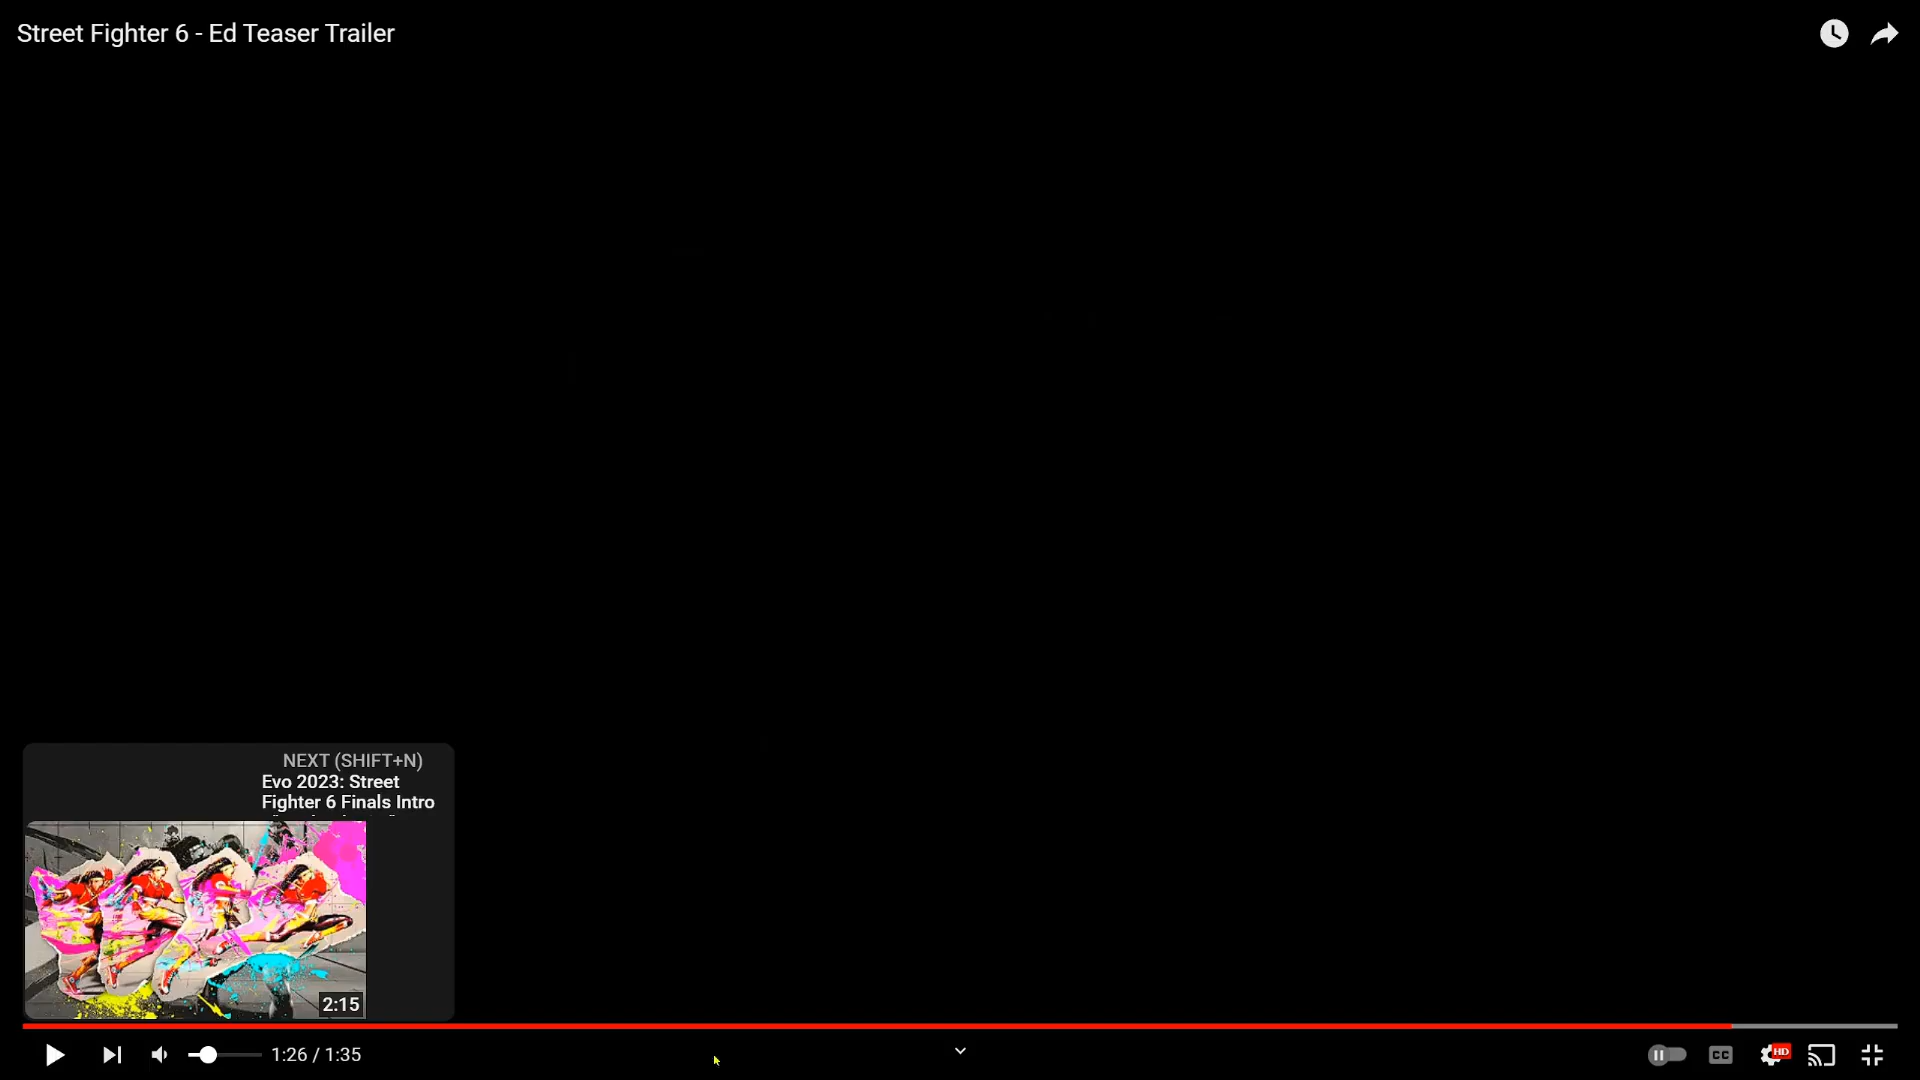 Street Fighter 6 - Ed Teaser Trailer
NEXT (SHIFT+N)
Evo 2023: Street
Fighter 6 Finals Intro
2:15
1:26 / 1:35
CC
HD